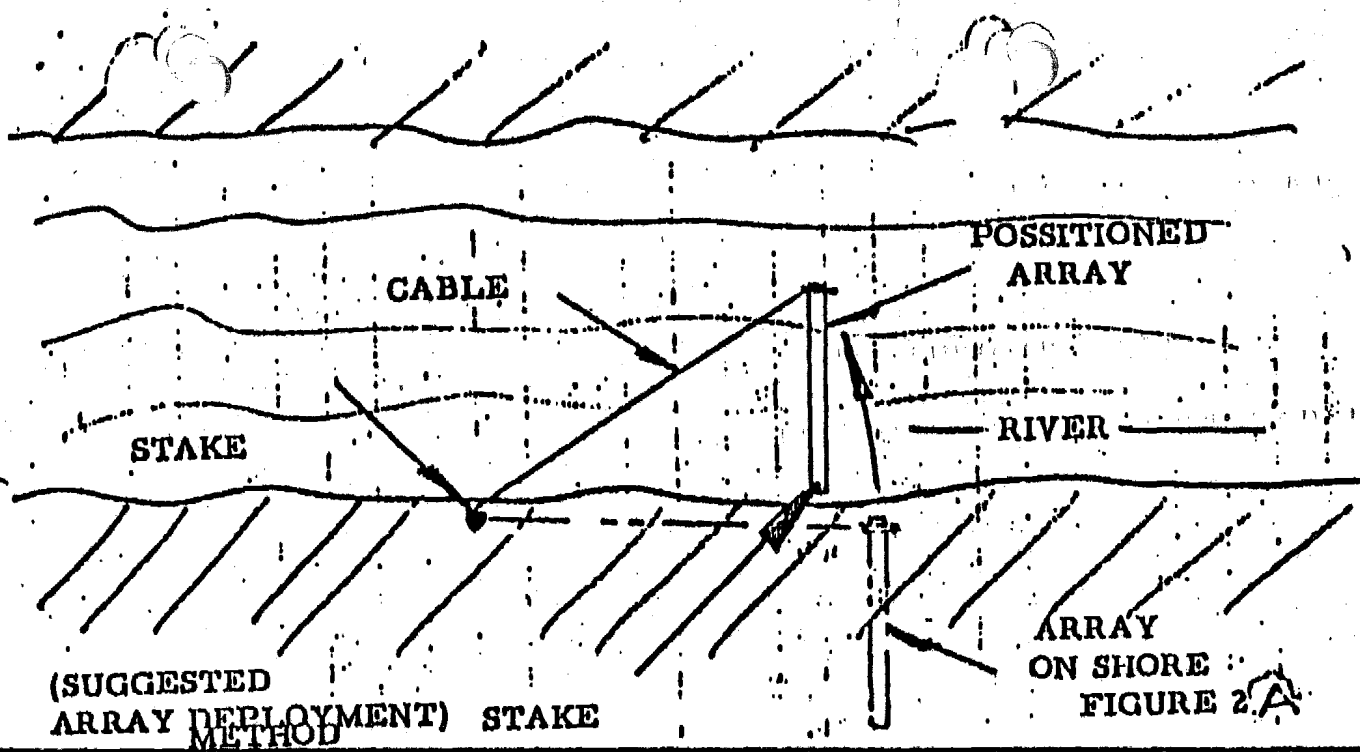 POSSITIONED
ARRAY
CABLE
RIVER
STAKE
ARRAY
ON SHORE
FIGURE 2A
(SUGGESTED
ARRAY DEPLOYMENT)
METHOD
STAKE